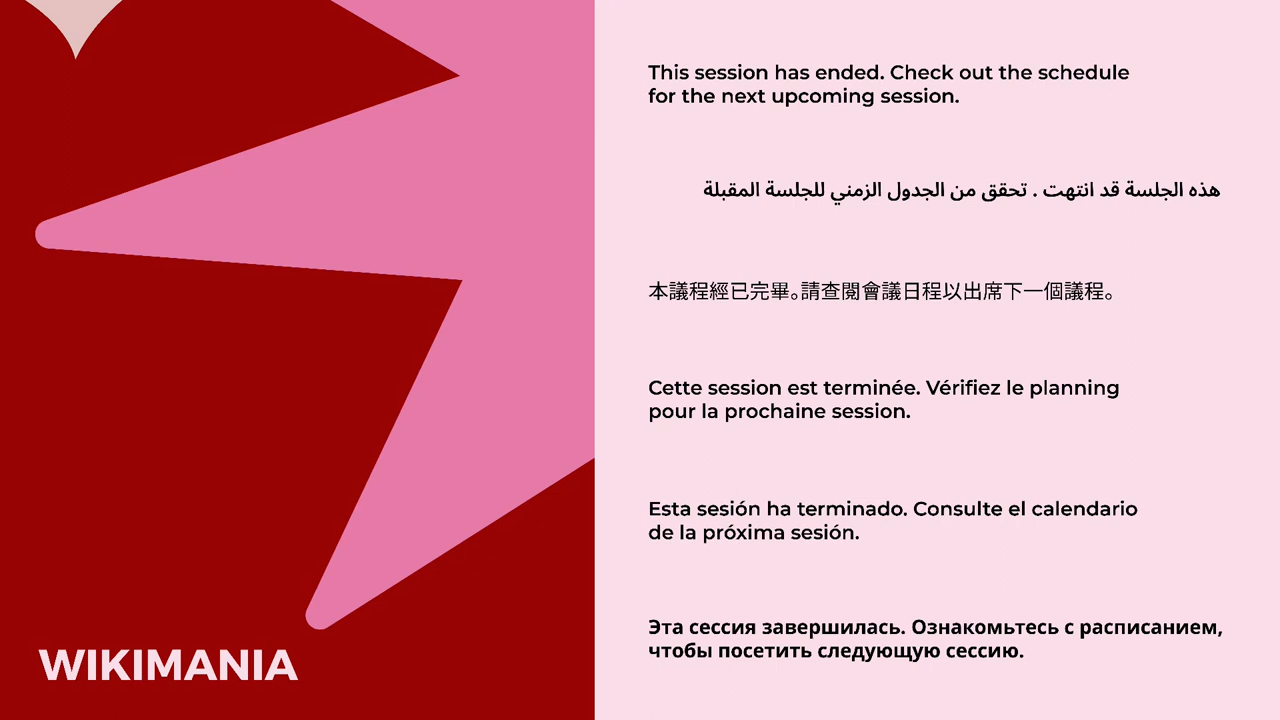 This session has ended. Check out the schedule
for the next upcoming session.
هذه الجلسة قد انتهت . تحقق من الجدول الزمني للجلسة المقبلة
本議程經已完畢。請查閱會議日程以出席下一個議程。
Cette session est terminée. Vérifiez le planning
pour la prochaine session.
Esta sesión ha terminado. Consulte el calendario
de la próxima sesión.
Эта сессия завершилась. Ознакомьтесь с расписанием,
чтобы посетить следующую сессию.
WIKIMANIA